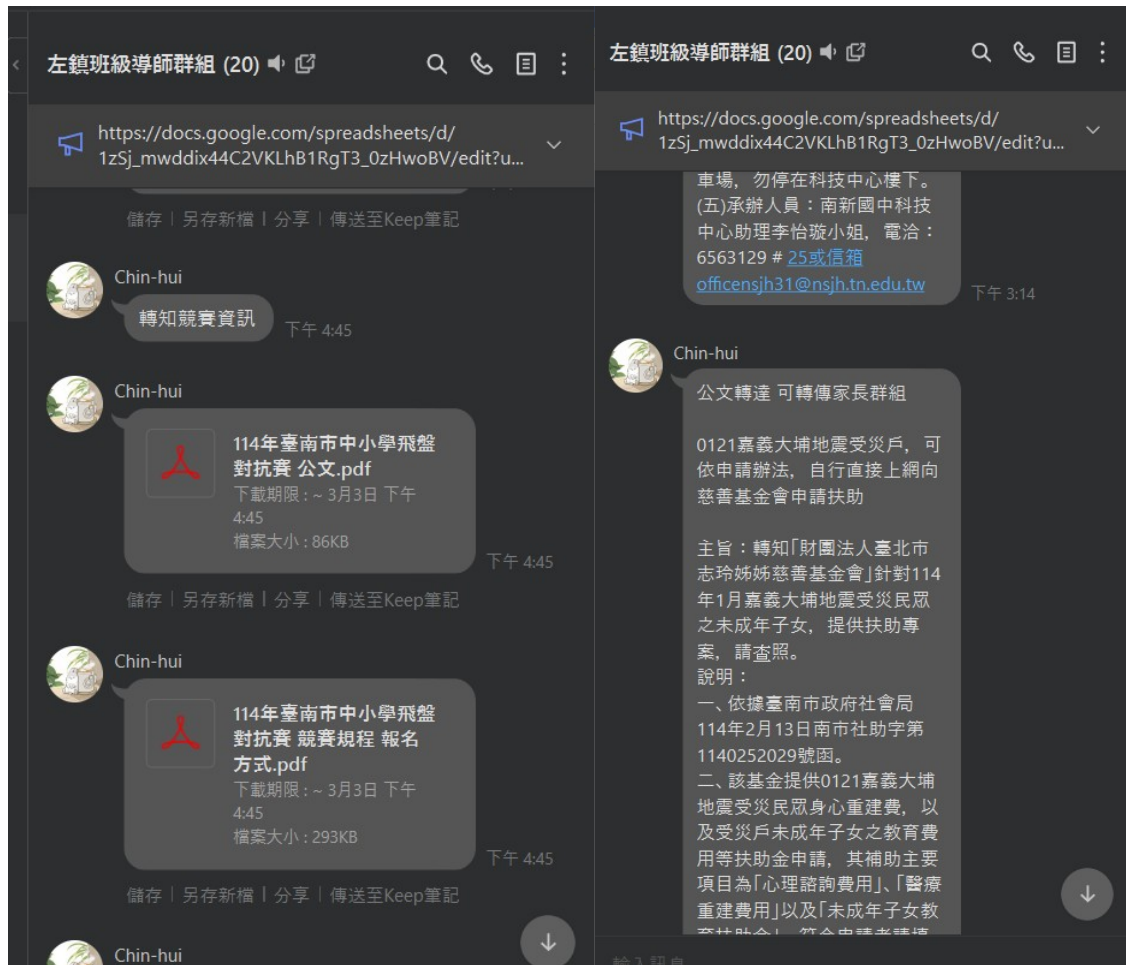 左鎮班級導師群組 (20)
https://docs.google.com/spreadsheets/d/
1zSj_mwddix44C2VKLhB1RgT3_0zHwoBV/edit?u...
儲存 | 另存新檔 | 分享 | 傳送至Keep筆記
Chin-hui
轉知競賽資訊
下午 4:45
Chin-hui
114年臺南市中小學飛盤
對抗賽 公文.pdf
下載期限 : ~ 3月3日 下午
4:45
檔案大小 : 86KB
下午 4:45
儲存 | 另存新檔 | 分享 | 傳送至Keep筆記
Chin-hui
114年臺南市中小學飛盤
對抗賽 競賽規程 報名
方式.pdf
下載期限 : ~ 3月3日 下午
4:45
檔案大小 : 293KB
下午 4:45
儲存 | 另存新檔 | 分享 | 傳送至Keep筆記
Chin-hui
左鎮班級導師群組 (20)
https://docs.google.com/spreadsheets/d/
1zSj_mwddix44C2VKLhB1RgT3_0zHwoBV/edit?u...
車場，勿停在科技中心樓下。
(五)承辦人員：南新國中科技
中心助理李怡璇小姐，電洽：
6563129 # 25或信箱
officensjh31@nsjh.tn.edu.tw
下午 3:14
Chin-hui
公文轉達 可轉傳家長群組
0121嘉義大埔地震受災戶，可
依申請辦法，自行直接上網向
慈善基金會申請扶助
主旨：轉知「財團法人臺北市
志玲姊姊慈善基金會」針對114
年1月嘉義大埔地震受災民眾
之未成年子女，提供扶助專
案，請查照。
說明：
一、依據臺南市政府社會局
114年2月13日南市社助字第
1140252029號函。
二、該基金提供0121嘉義大埔
地震受災民眾身心重建費，以
及受災戶未成年子女之教育費
用等扶助金申請，其補助主要
項目為「心理諮詢費用」、「醫療
重建費用」以及「未成年子女教
育扶助金」，符合申請者請填
輸入訊息